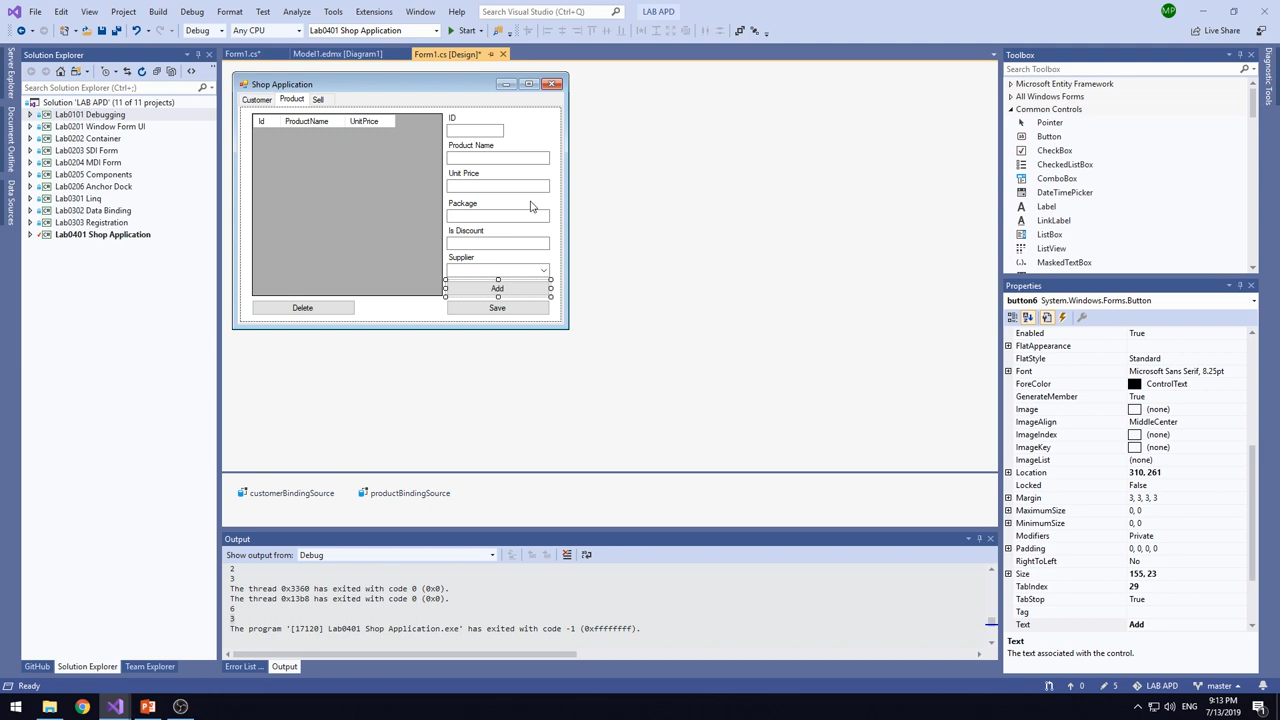 File Edit View Project Build Debug Format Test Analyze Tools Extensions Window Help Search Visual Studio (Ctrl+Q) LAB APD MP
Debug Any CPU Lab0401 Shop Application Start Live Share
Server Explorer
Document Outline
Data Sources
Solution Explorer
Search Solution Explorer (Ctrl+;)
Solution 'LAB APD' (11 of 11 projects)
Lab0101 Debugging
Lab0201 Window Form UI
Lab0202 Container
Lab0203 SDI Form
Lab0204 MDI Form
Lab0205 Components
Lab0206 Anchor Dock
Lab0301 Linq
Lab0302 Data Binding
Lab0303 Registration
Lab0401 Shop Application
GitHub Solution Explorer Team Explorer
Form1.cs* Model1.edmx [Diagram1] Form1.cs [Design]*
Shop Application
Customer Product Sell
Id ProductName UnitPrice
ID
Product Name
Unit Price
Package
Is Discount
Supplier
Add
Delete Save
customerBindingSource productBindingSource
Output
Show output from: Debug
2
3
The thread 0x3360 has exited with code 0 (0x0).
The thread 0x13b8 has exited with code 0 (0x0).
6
3
The program '[17120] Lab0401 Shop Application.exe' has exited with code -1 (0xffffffff).
Error List ... Output
Toolbox
Search Toolbox
Microsoft Entity Framework
All Windows Forms
Common Controls
Pointer
Button
CheckBox
CheckedListBox
ComboBox
DateTimePicker
Label
LinkLabel
ListBox
ListView
MaskedTextBox
Properties
button6 System.Windows.Forms.Button
Enabled True
FlatAppearance
FlatStyle Standard
Font Microsoft Sans Serif, 8.25pt
ForeColor ControlText
GenerateMember True
Image (none)
ImageAlign MiddleCenter
ImageIndex (none)
ImageKey (none)
ImageList (none)
Location 310, 261
Locked False
Margin 3, 3, 3, 3
MaximumSize 0, 0
MinimumSize 0, 0
Modifiers Private
Padding 0, 0, 0, 0
RightToLeft No
Size 155, 23
TabIndex 29
TabStop True
Tag
Text Add
Text
The text associated with the control.
Diagnostic Tools
Ready 0 5 LAB APD master 1
ENG 9:13 PM
7/13/2019